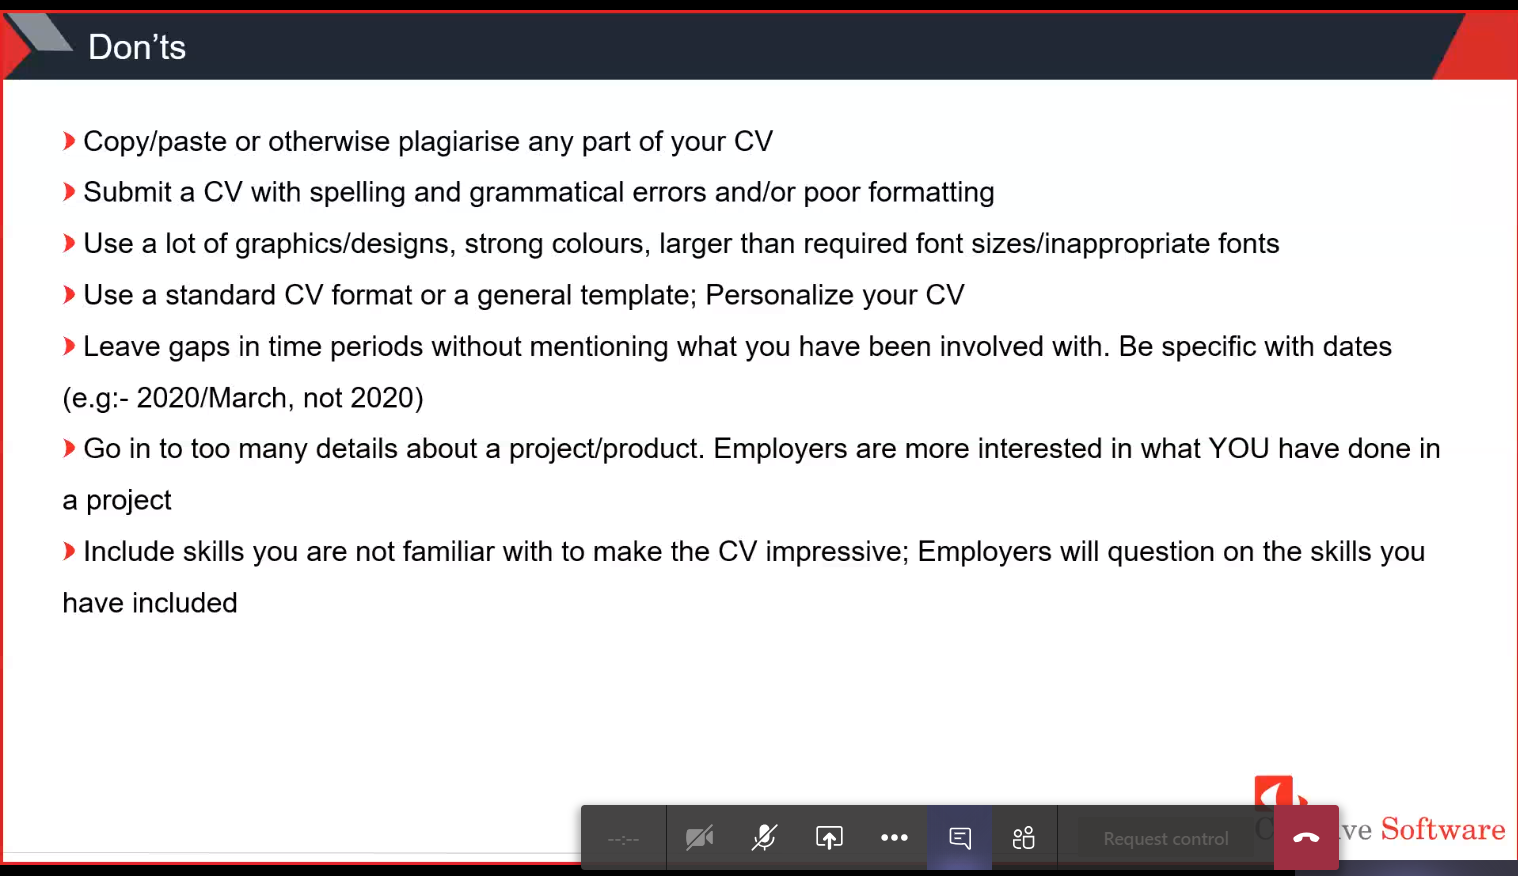 Don'ts
Copy/paste or otherwise plagiarise any part of your CV
Submit a CV with spelling and grammatical errors and/or poor formatting
Use a lot of graphics/designs, strong colours, larger than required font sizes/inappropriate fonts
Use a standard CV format or a general template; Personalize your CV
Leave gaps in time periods without mentioning what you have been involved with. Be specific with dates
(e.g:- 2020/March, not 2020)
Go in to too many details about a project/product. Employers are more interested in what YOU have done in
a project
Include skills you are not familiar with to make the CV impressive; Employers will question on the skills you
have included
--:--
Request control
ve Software